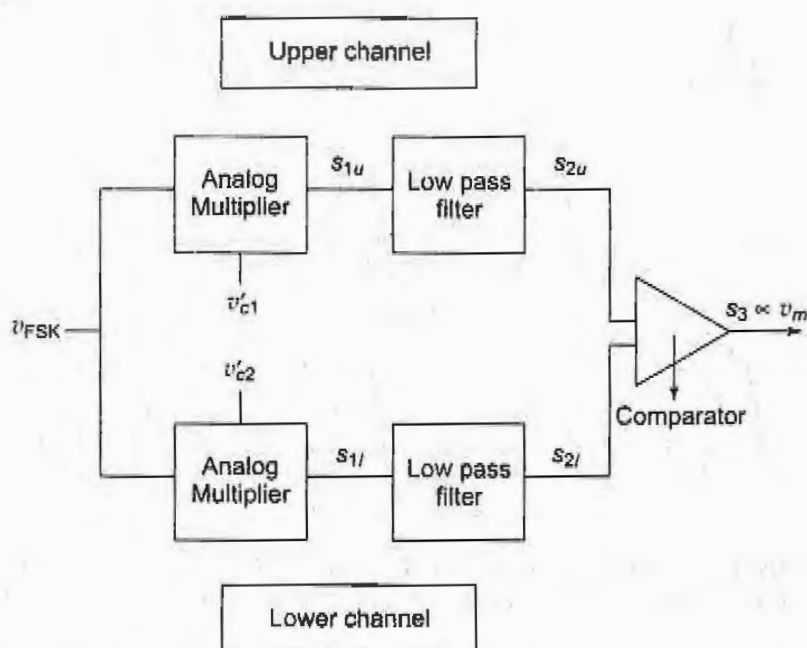 Upper channel
Analog
Multiplier
s1u
Low pass
filter
s2u
v′c1
vFSK
s3 ∝ vm
v′c2
Comparator
Analog
Multiplier
s1l
Low pass
filter
s2l
Lower channel